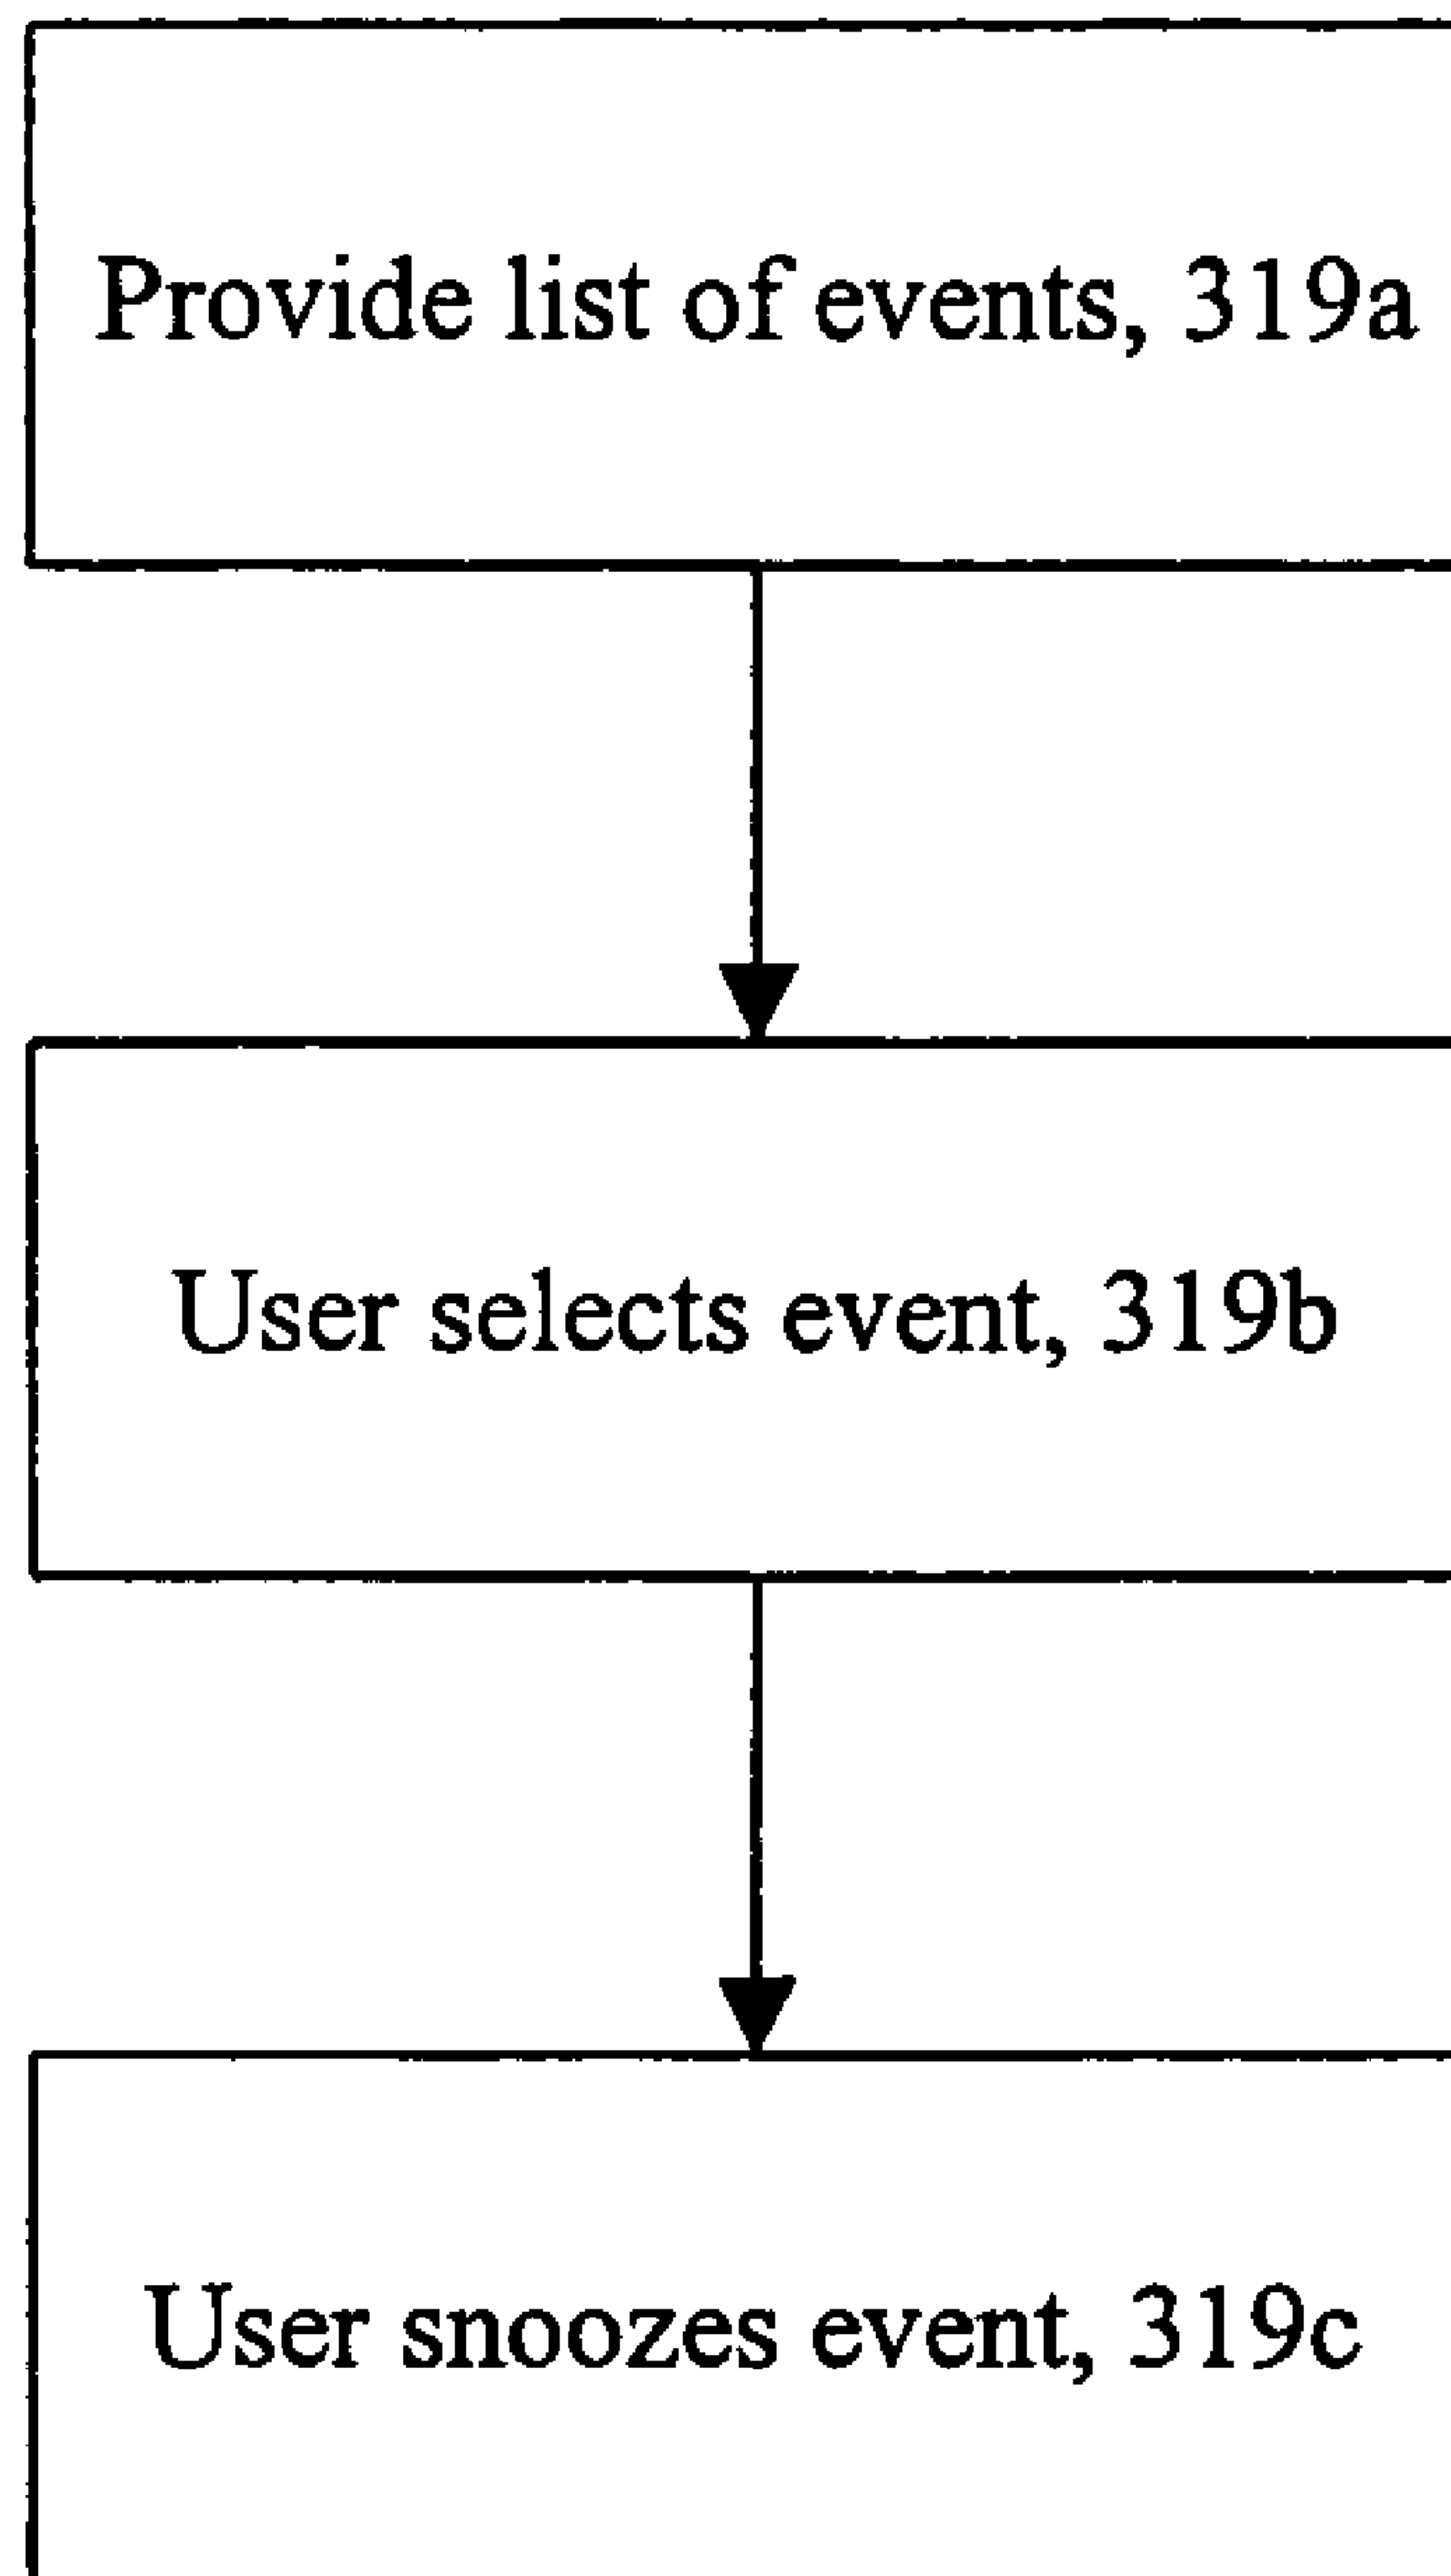 Provide list of events, 319a
User selects event, 319b
User snoozes event, 319c